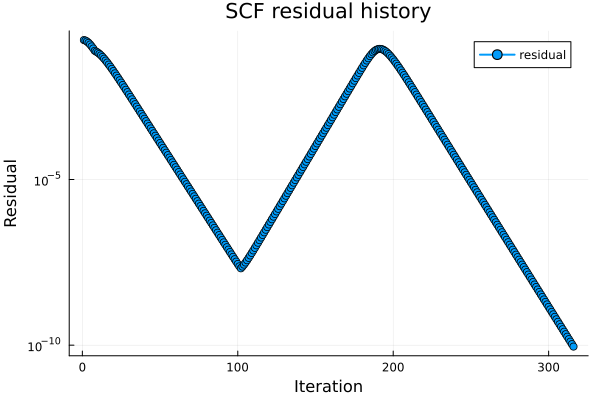 SCF residual history
residual
Residual
10⁻⁵
10⁻¹⁰
0 100 200 300
Iteration